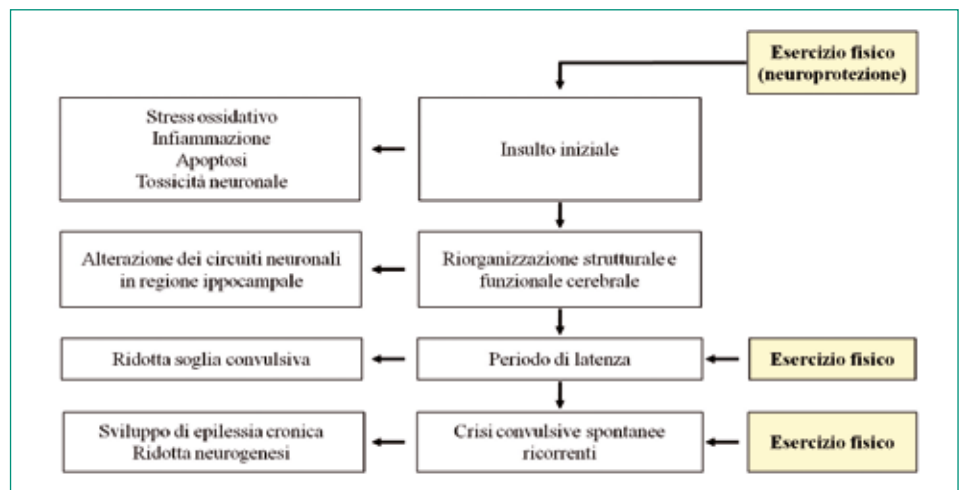 Esercizio fisico
(neuroprotezione)
Stress ossidativo
Infiammazione
Apoptosi
Tossicità neuronale
Insulto iniziale
Alterazione dei circuiti neuronali
in regione ippocampale
Riorganizzazione strutturale e
funzionale cerebrale
Ridotta soglia convulsiva
Periodo di latenza
Esercizio fisico
Sviluppo di epilessia cronica
Ridotta neurogenesi
Crisi convulsive spontanee
ricorrenti
Esercizio fisico